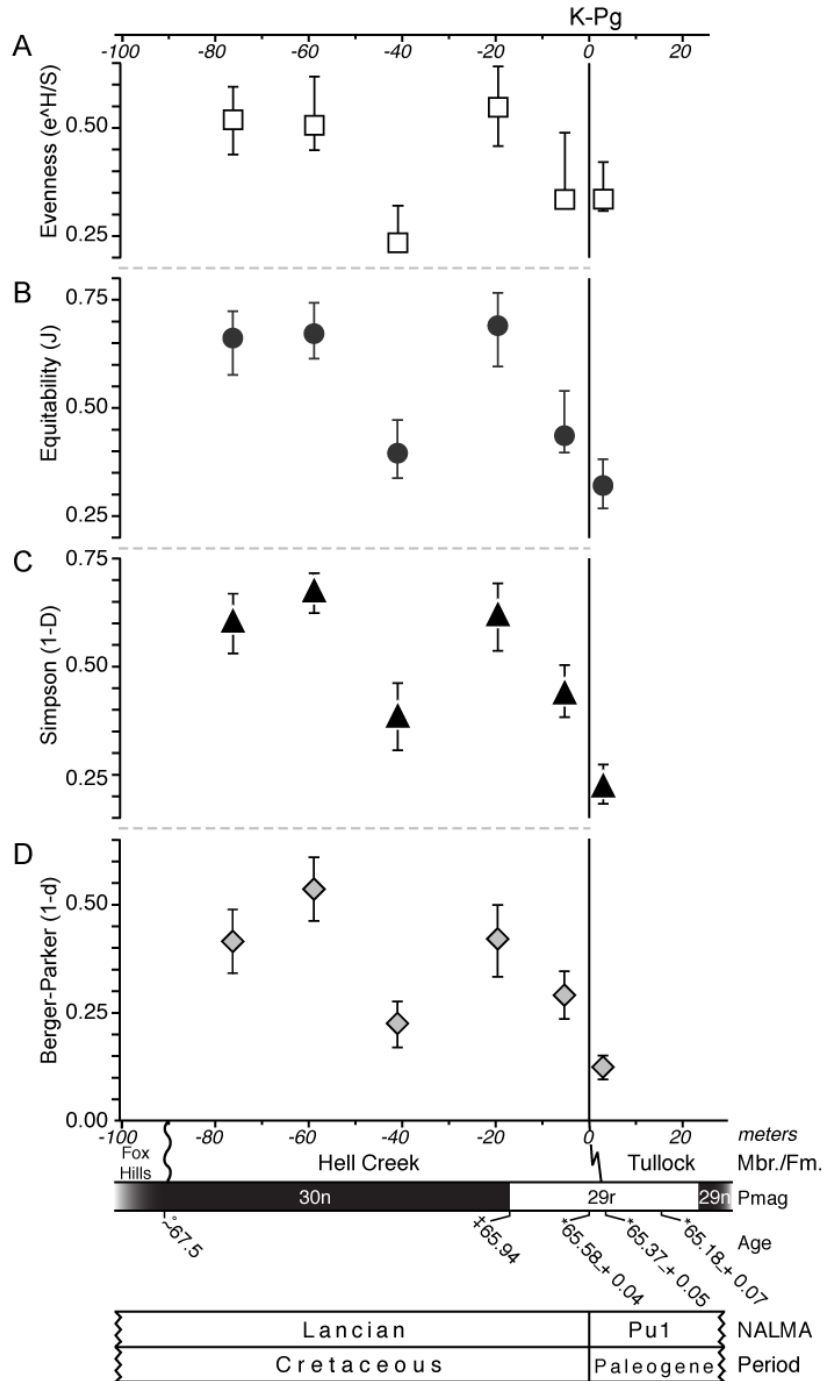 K-Pg
-100 -80 -60 -40 -20 0 20
A
Evenness (e^H/S)
0.50
0.25
B
Equitability (J)
0.75
0.50
0.25
C
Simpson (1-D)
0.75
0.50
0.25
D
Berger-Parker (1-d)
0.50
0.25
0.00
-100 -80 -60 -40 -20 0 20 meters
Fox Hills Hell Creek Tullock Mbr./Fm.
30n 29r 29n Pmag
~°67.5 ‡65.94 *65.58_+ 0.04 *65.37_+ 0.05 *65.18_+ 0.07 Age
Lancian Pu1 NALMA
Cretaceous Paleogene Period